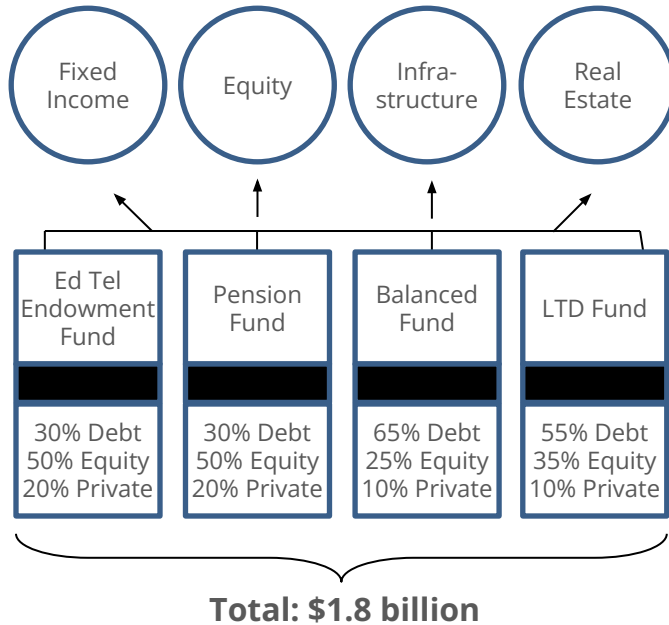 Fixed
Income
Equity
Infra-
structure
Real
Estate
Ed Tel
Endowment
Fund
Pension
Fund
Balanced
Fund
LTD Fund
30% Debt
50% Equity
20% Private
30% Debt
50% Equity
20% Private
65% Debt
25% Equity
10% Private
55% Debt
35% Equity
10% Private
Total: $1.8 billion